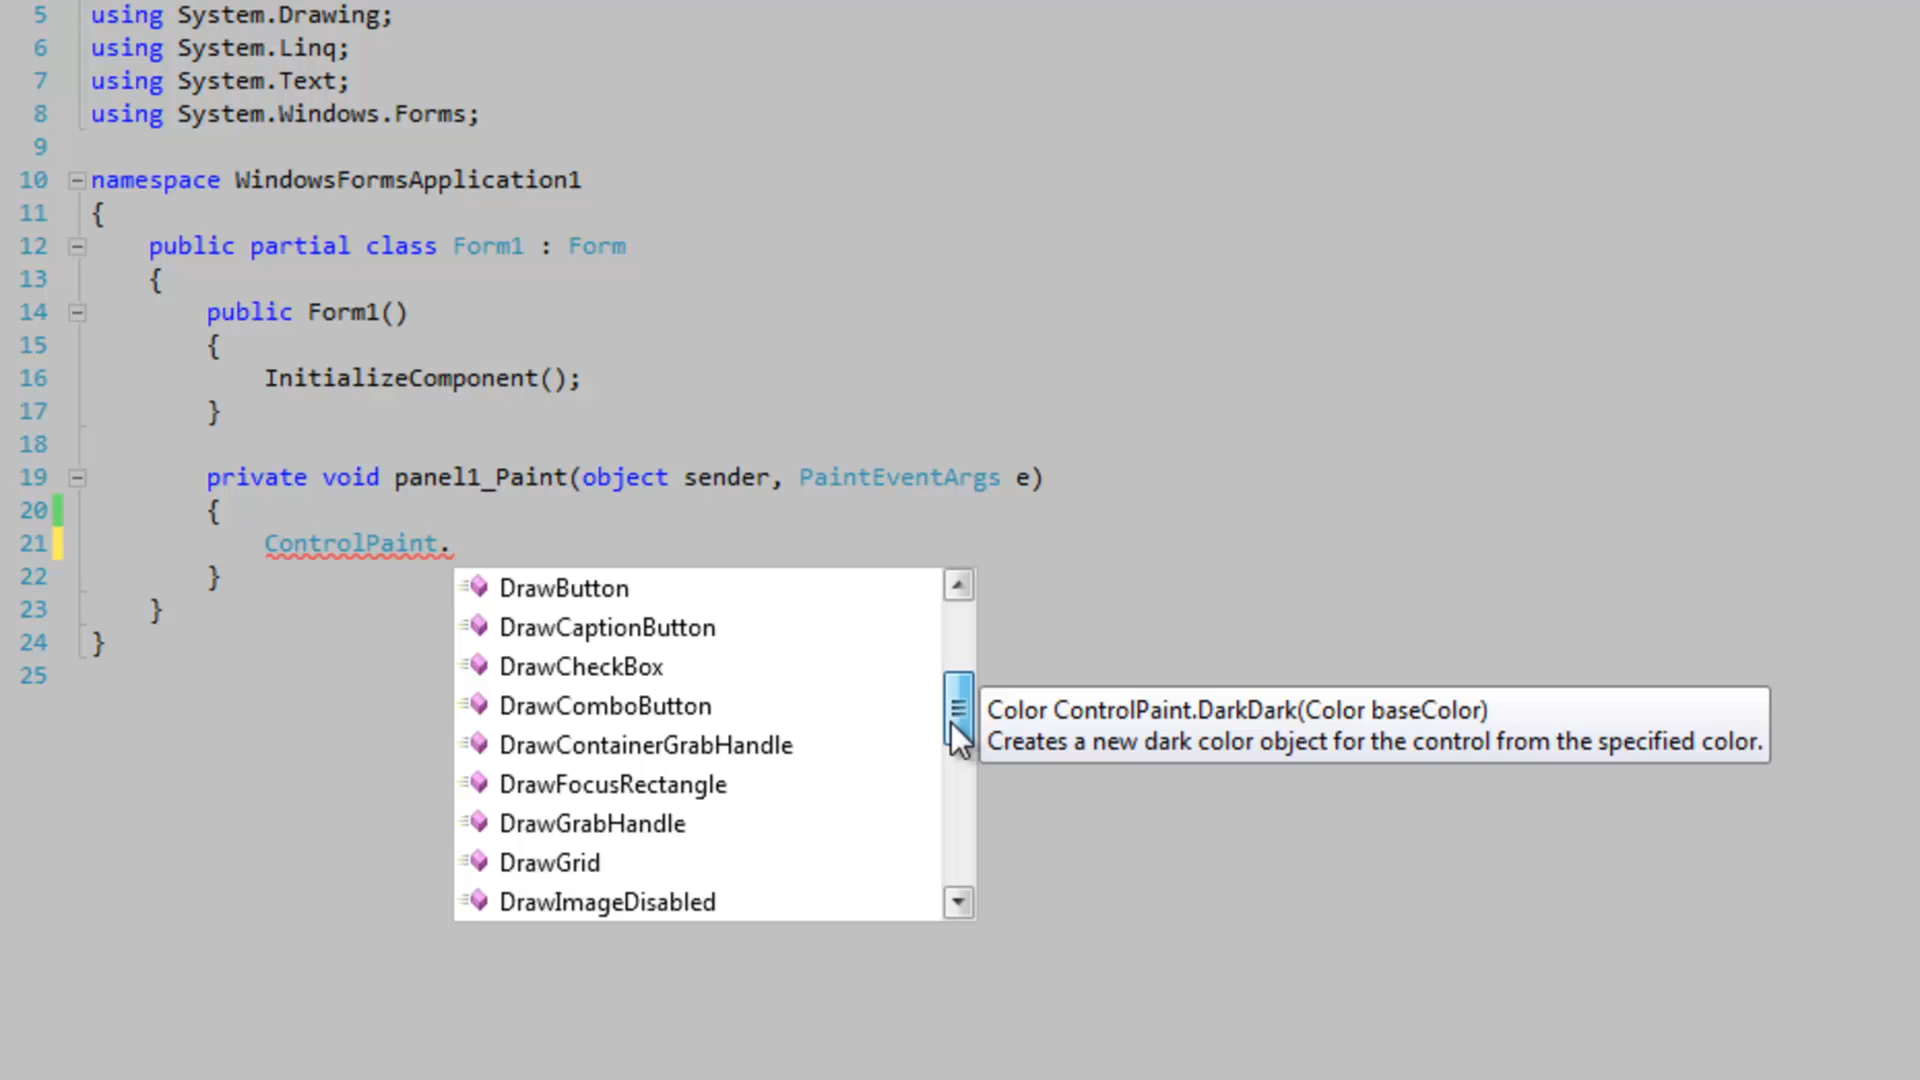 5 using System.Drawing;
6 using System.Linq;
7 using System.Text;
8 using System.Windows.Forms;
9
10 namespace WindowsFormsApplication1
11 {
12 public partial class Form1 : Form
13 {
14 public Form1()
15 {
16 InitializeComponent();
17 }
18
19 private void panel1_Paint(object sender, PaintEventArgs e)
20 {
21 ControlPaint.
22 }
23 }
24 }
25
DrawButton
DrawCaptionButton
DrawCheckBox
DrawComboButton
DrawContainerGrabHandle
DrawFocusRectangle
DrawGrabHandle
DrawGrid
DrawImageDisabled
Color ControlPaint.DarkDark(Color baseColor)
Creates a new dark color object for the control from the specified color.